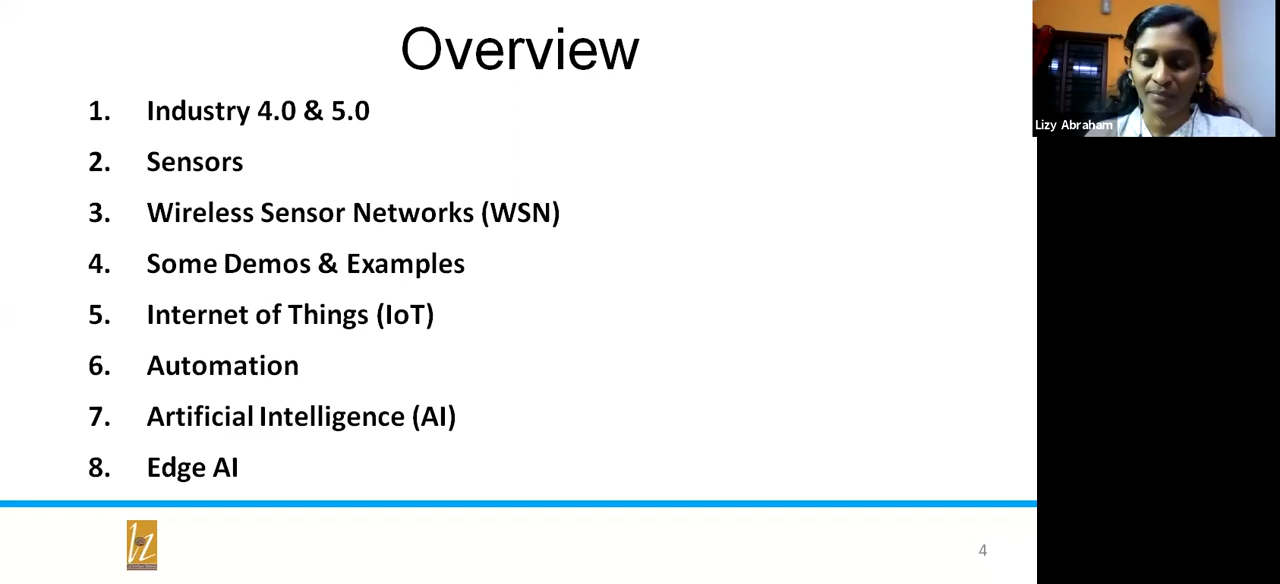 Overview
1. Industry 4.0 & 5.0
2. Sensors
3. Wireless Sensor Networks (WSN)
4. Some Demos & Examples
5. Internet of Things (IoT)
6. Automation
7. Artificial Intelligence (AI)
8. Edge AI
4
Lizy Abraham